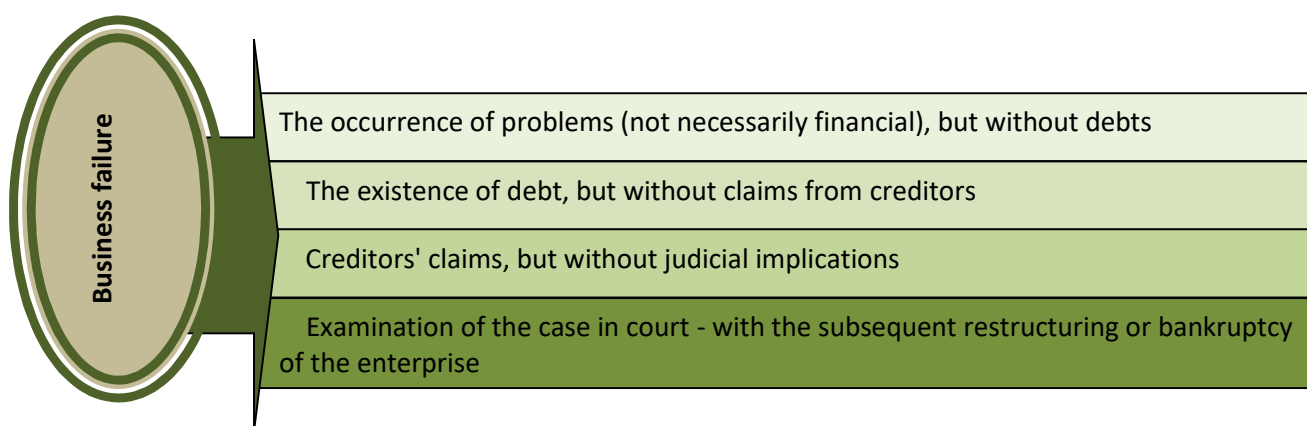 Business failure
The occurrence of problems (not necessarily financial), but without debts
The existence of debt, but without claims from creditors
Creditors' claims, but without judicial implications
Examination of the case in court - with the subsequent restructuring or bankruptcy
of the enterprise